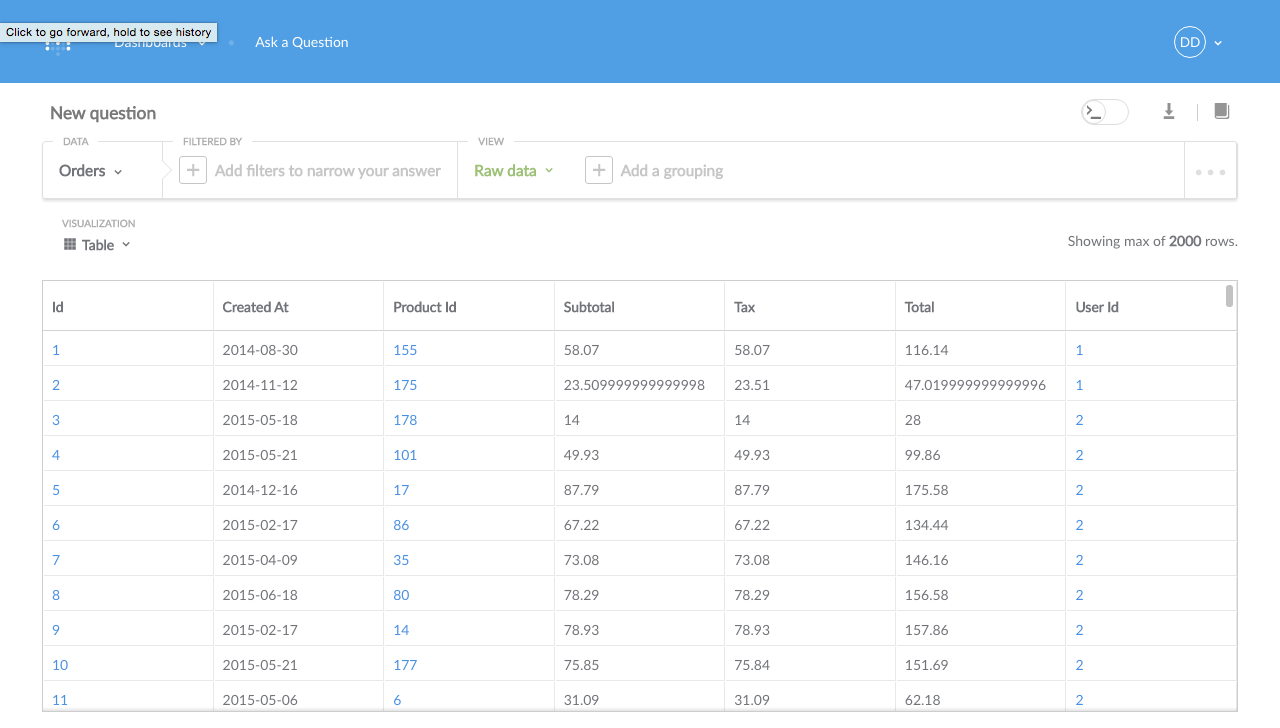 Click to go forward, hold to see history
Dashboards
Ask a Question
DD
New question
DATA
FILTERED BY
VIEW
Orders
Add filters to narrow your answer
Raw data
Add a grouping
VISUALIZATION
Table
Showing max of 2000 rows.
Id Created At Product Id Subtotal Tax Total User Id
1 2014-08-30 155 58.07 58.07 116.14 1
2 2014-11-12 175 23.509999999999998 23.51 47.019999999999996 1
3 2015-05-18 178 14 14 28 2
4 2015-05-21 101 49.93 49.93 99.86 2
5 2014-12-16 17 87.79 87.79 175.58 2
6 2015-02-17 86 67.22 67.22 134.44 2
7 2015-04-09 35 73.08 73.08 146.16 2
8 2015-06-18 80 78.29 78.29 156.58 2
9 2015-02-17 14 78.93 78.93 157.86 2
10 2015-05-21 177 75.85 75.84 151.69 2
11 2015-05-06 6 31.09 31.09 62.18 2